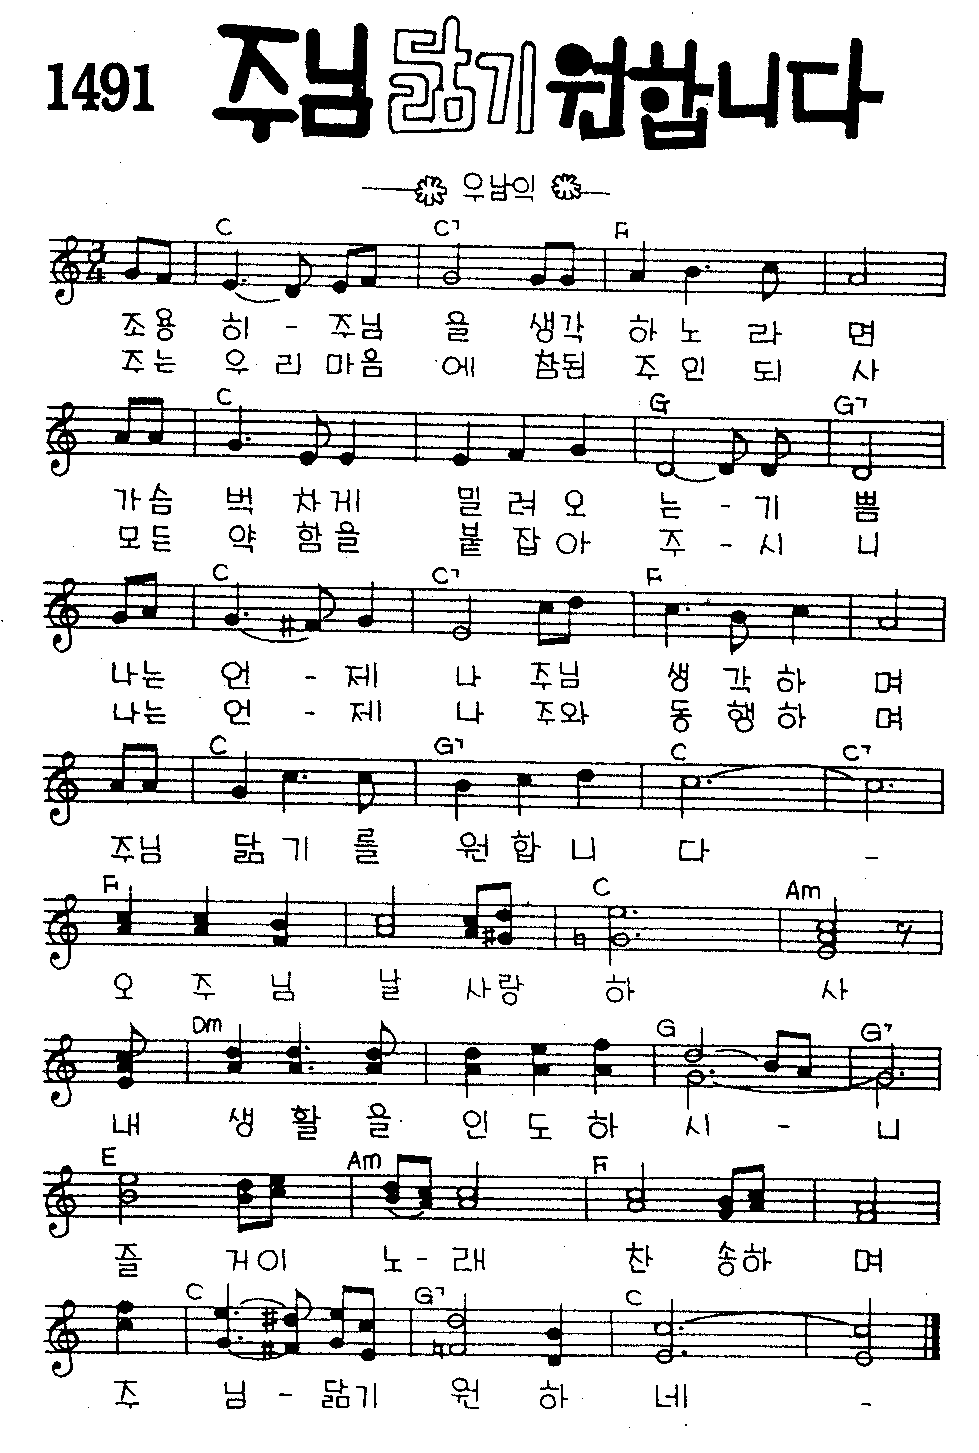 1491 주님 닮기 원합니다
우남익
C C7 F
조용 히 - 주님 을 생각 하 노 라 면
주는 우 리 마음 에 참된 주 인 되 사
C G G7
가슴 벅 차게 밀 려 오 는 - 기 쁨
모든 약 함을 붙 잡 아 주 - 시 니
C C7 F
나는 언 - 제 나 주님 생 각 하 며
나는 언 - 제 나 주와 동 행 하 며
C G7 C C7
주님 닮 기 를 원 합 니 다 -
F C Am
오 주 님 날 사랑 하 사
Dm G G7
내 생 활 을 인 도 하 시 - 니
E Am F
즐 거이 노 - 래 찬 송하 며
C G7 C
주 님 - 닮기 원 하 네 -